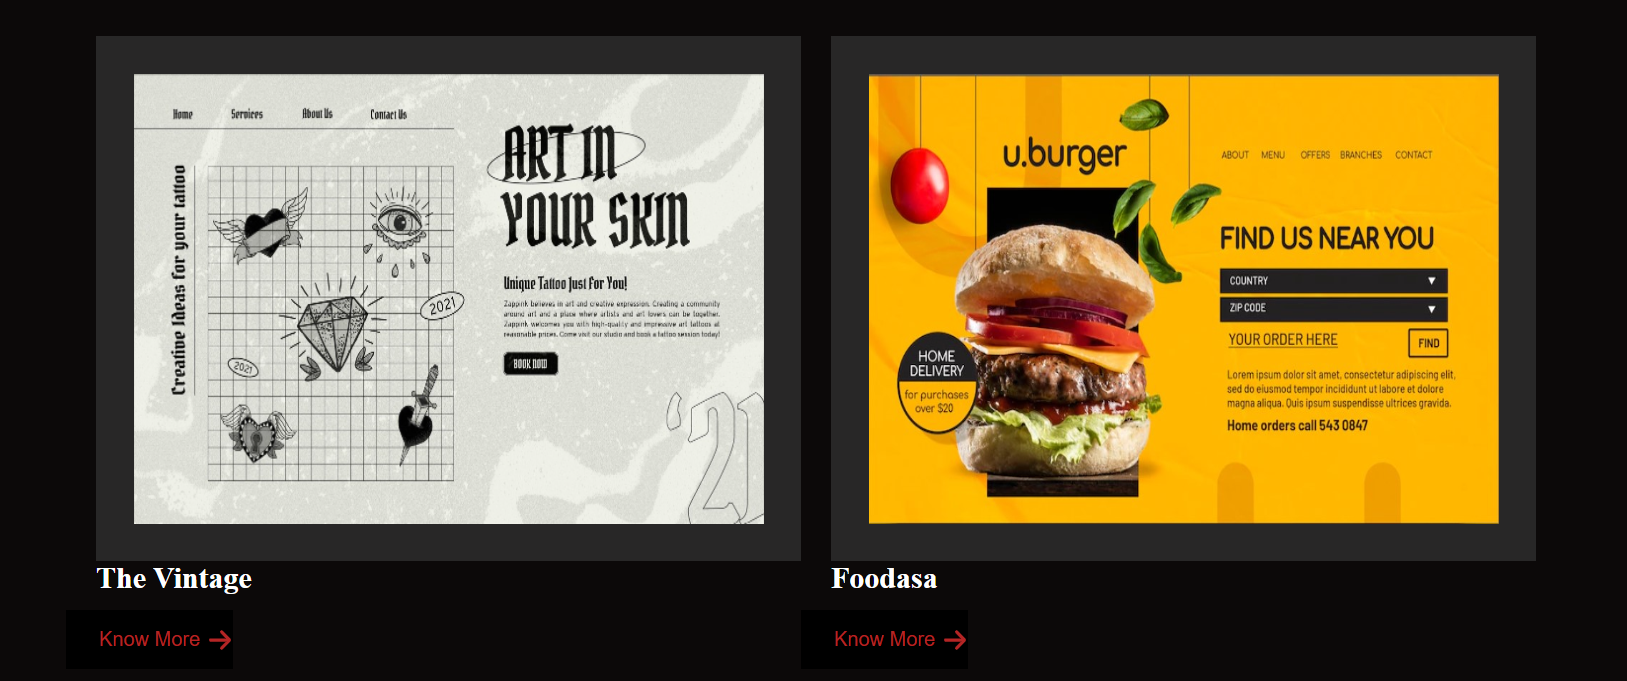 Home Services About Us Contact Us
Creative Ideas for your tattoo
2021
2021
ART IN
YOUR SKIN
Unique Tattoo Just For You!
Zappink believes in art and creative expression. Creating a community
around art and a place where artists and art lovers can be together.
Zappink welcomes you with high-quality and impressive art tattoos at
reasonable prices. Come visit our studio and book a tattoo session today!
BOOK NOW
'21
u.burger
ABOUT MENU OFFERS BRANCHES CONTACT
FIND US NEAR YOU
COUNTRY
ZIP CODE
YOUR ORDER HERE
FIND
HOME
DELIVERY
for purchases
over $20
Lorem ipsum dolor sit amet, consectetur adipiscing elit,
sed do eiusmod tempor incididunt ut labore et dolore
magna aliqua. Quis ipsum suspendisse ultrices gravida.
Home orders call 543 0847
The Vintage
Know More
Foodasa
Know More